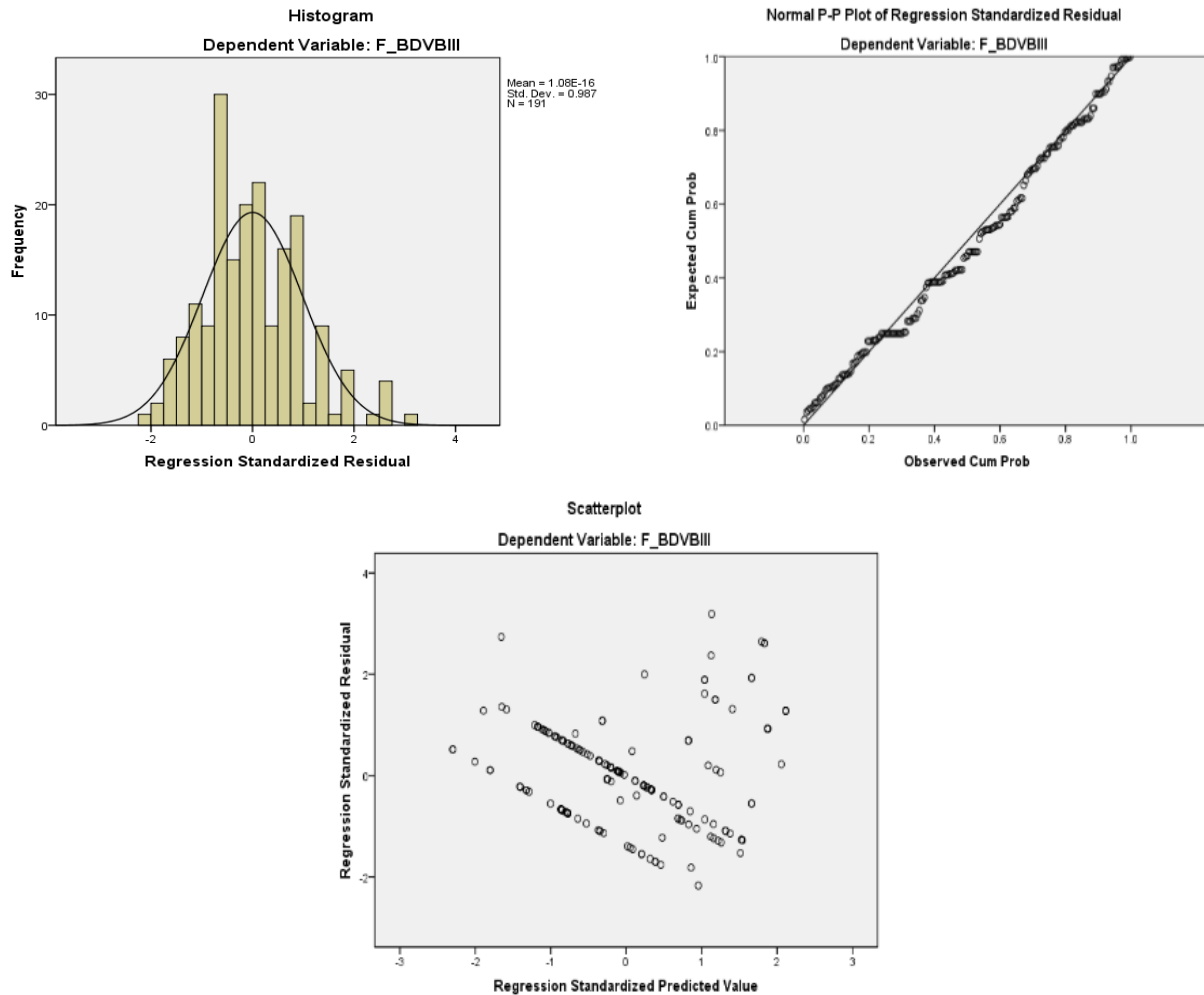 Histogram
Dependent Variable: F_BDVBIII
Mean = 1.08E-16
Std. Dev. = 0.987
N = 191
30
20
10
0
Frequency
-2 0 2 4
Regression Standardized Residual
Normal P-P Plot of Regression Standardized Residual
Dependent Variable: F_BDVBIII
1.0
0.8
0.6
0.4
0.2
0.0
Expected Cum Prob
0.0 0.2 0.4 0.6 0.8 1.0
Observed Cum Prob
Scatterplot
Dependent Variable: F_BDVBIII
4
2
0
-2
Regression Standardized Residual
-3 -2 -1 0 1 2 3
Regression Standardized Predicted Value